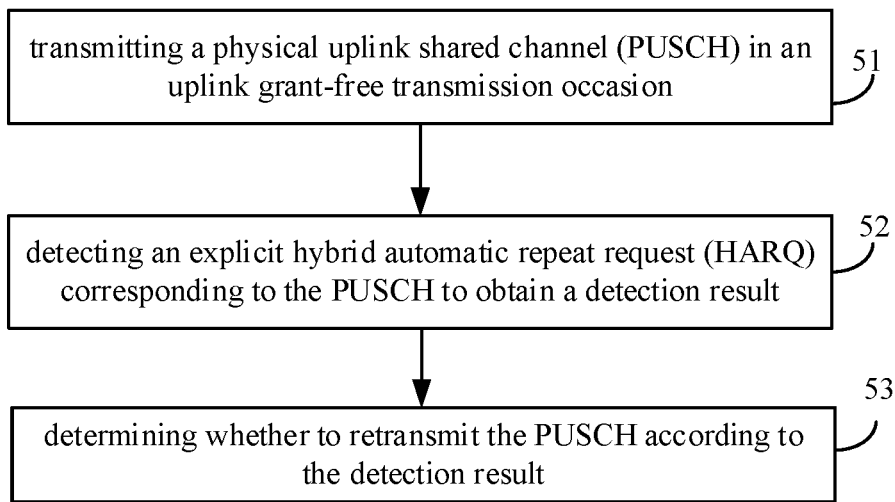 transmitting a physical uplink shared channel (PUSCH) in an
uplink grant-free transmission occasion
51
detecting an explicit hybrid automatic repeat request (HARQ)
corresponding to the PUSCH to obtain a detection result
52
determining whether to retransmit the PUSCH according to
the detection result
53